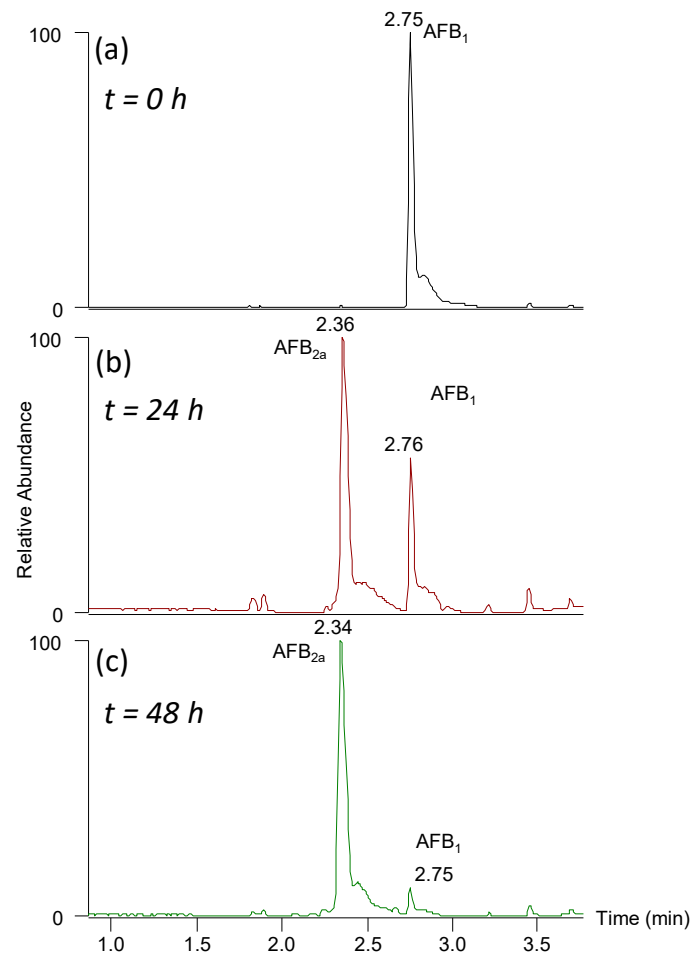 100
(a)
2.75
AFB₁
t = 0 h
0
2.36
100
(b)
AFB₂ₐ
AFB₁
t = 24 h
2.76
Relative Abundance
0
2.34
100
(c)
AFB₂ₐ
t = 48 h
AFB₁
2.75
0
Time (min)
1.0 1.5 2.0 2.5 3.0 3.5